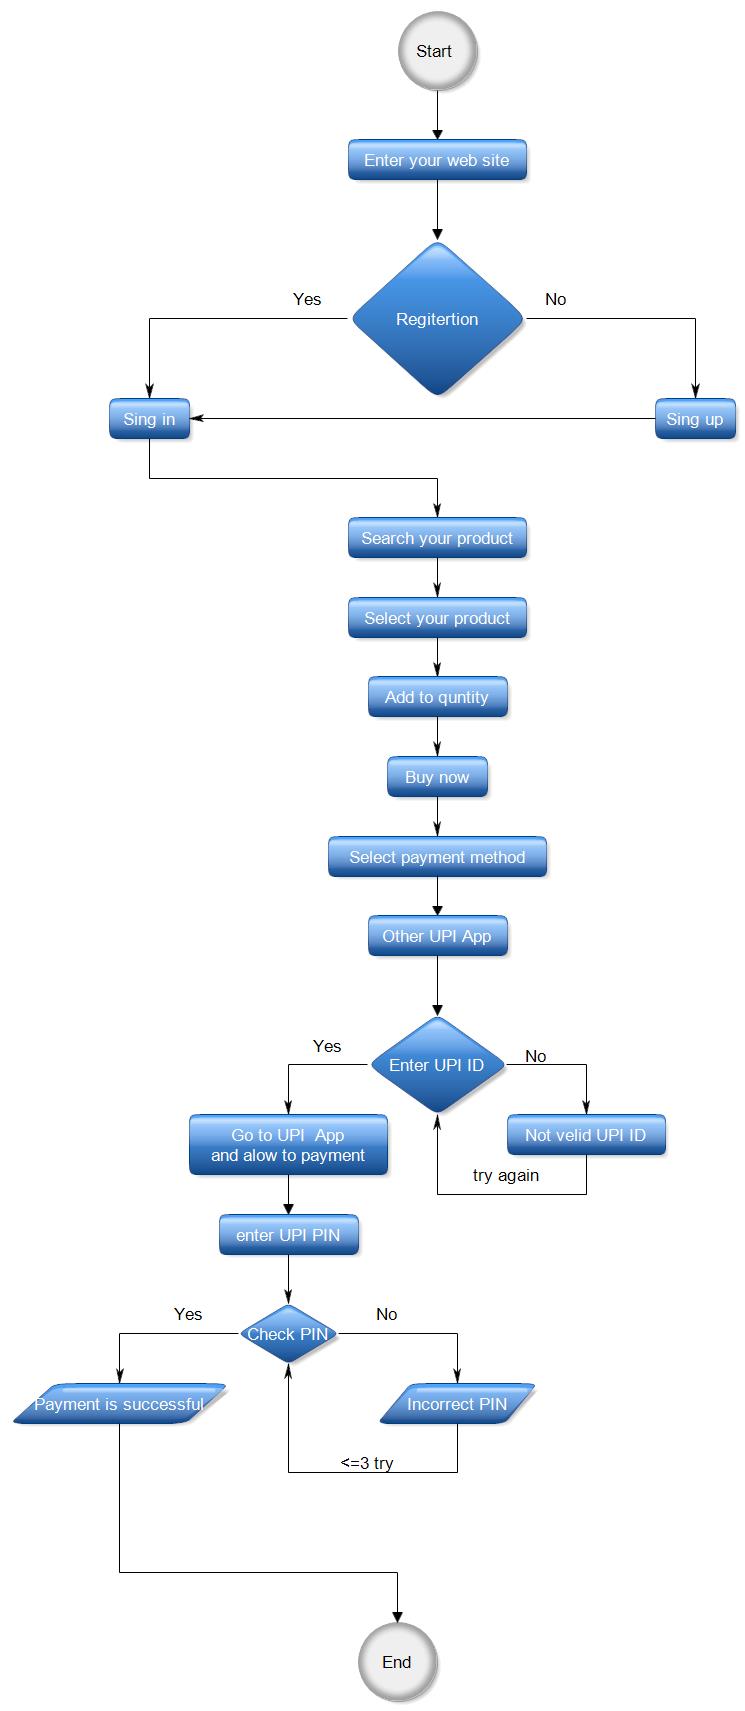 Start
Enter your web site
Yes
No
Regitertion
Sing in
Sing up
Search your product
Select your product
Add to quntity
Buy now
Select payment method
Other UPI App
Yes
Enter UPI ID
No
Go to UPI  App
and alow to payment
Not velid UPI ID
try again
enter UPI PIN
Yes
No
Check PIN
Payment is successful
Incorrect PIN
<=3 try
End